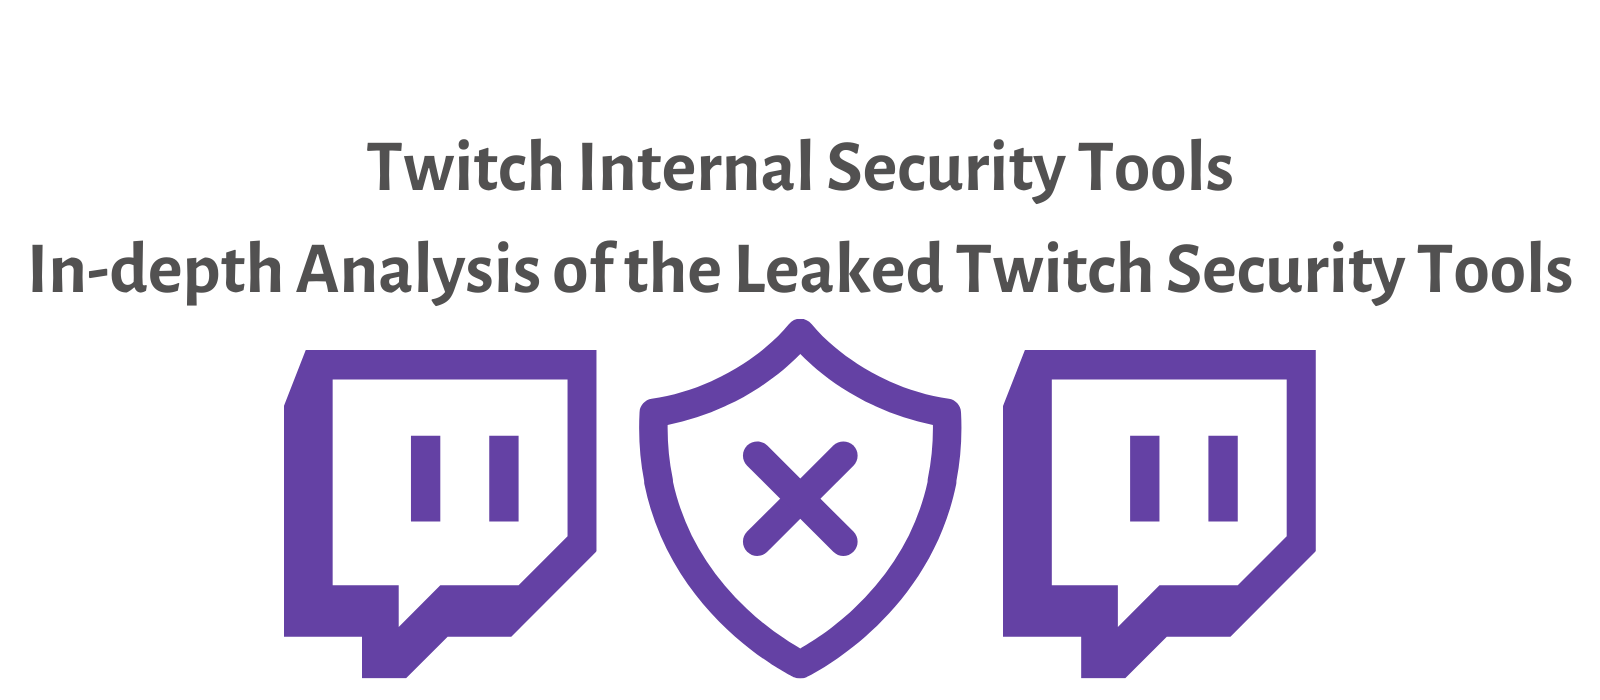 Twitch Internal Security Tools
In-depth Analysis of the Leaked Twitch Security Tools